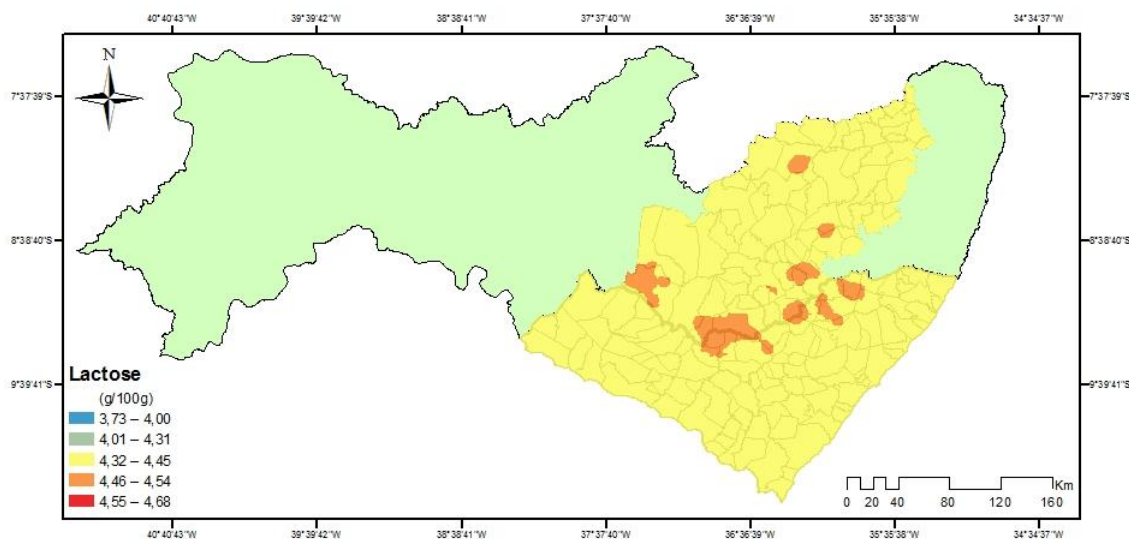 40°40'43"W 39°39'42"W 38°38'41"W 37°37'40"W 36°36'39"W 35°35'38"W 34°34'37"W
N
7°37'39"S 7°37'39"S
8°38'40"S 8°38'40"S
9°39'41"S 9°39'41"S
Lactose
(g/100g)
3,73 – 4,00
4,01 – 4,31
4,32 – 4,45
4,46 – 4,54
4,55 – 4,68
Km
0 20 40 80 120 160
40°40'43"W 39°39'42"W 38°38'41"W 37°37'40"W 36°36'39"W 35°35'38"W 34°34'37"W